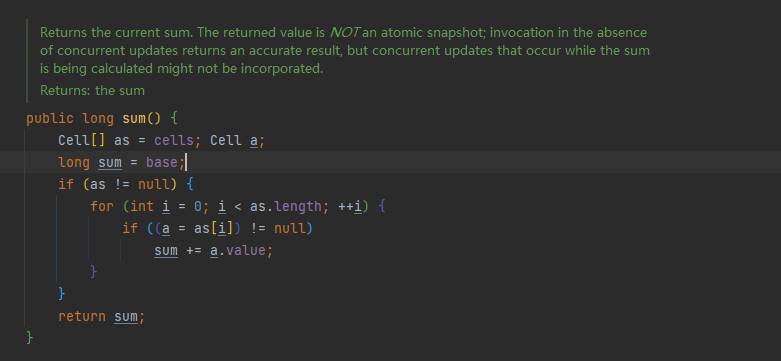 Returns the current sum. The returned value is NOT an atomic snapshot; invocation in the absence
of concurrent updates returns an accurate result, but concurrent updates that occur while the sum
is being calculated might not be incorporated.
Returns: the sum
public long sum() {
    Cell[] as = cells; Cell a;
    long sum = base;
    if (as != null) {
        for (int i = 0; i < as.length; ++i) {
            if ((a = as[i]) != null)
                sum += a.value;
        }
    }
    return sum;
}